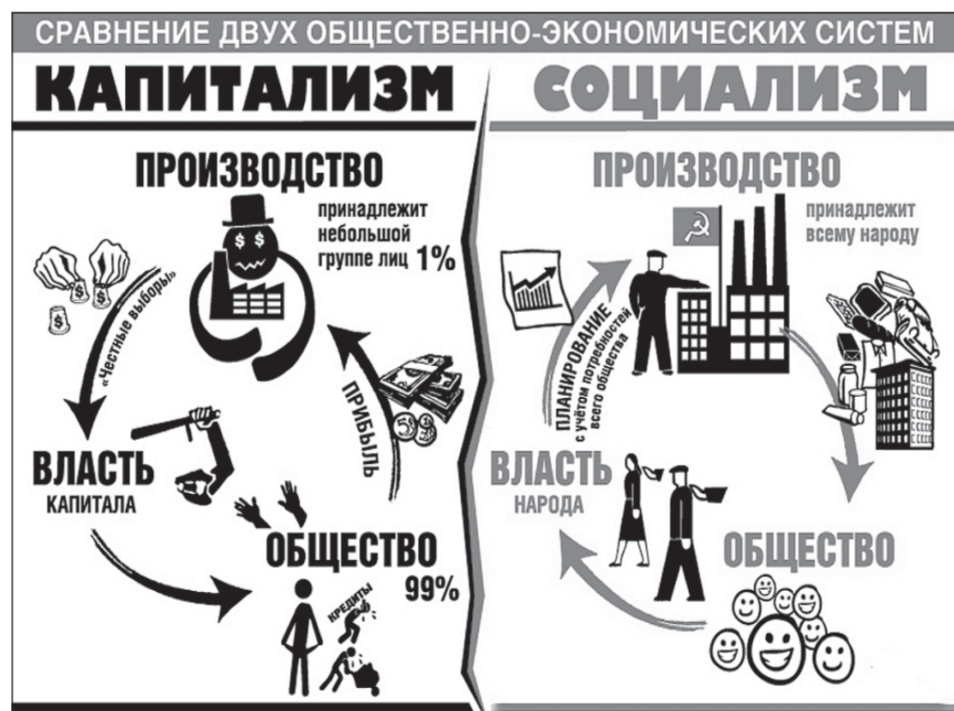 СРАВНЕНИЕ ДВУХ ОБЩЕСТВЕННО-ЭКОНОМИЧЕСКИХ СИСТЕМ
КАПИТАЛИЗМ
ПРОИЗВОДСТВО
принадлежит
небольшой
группе лиц 1%
$ $
$
$
$
«Честные выборы»
ПРИБЫЛЬ
ВЛАСТЬ
КАПИТАЛА
ОБЩЕСТВО
99%
КРЕДИТЫ
СОЦИАЛИЗМ
ПРОИЗВОДСТВО
принадлежит
всему народу
ПЛАНИРОВАНИЕ
с учётом потребностей
всего общества
ВЛАСТЬ
НАРОДА
ОБЩЕСТВО